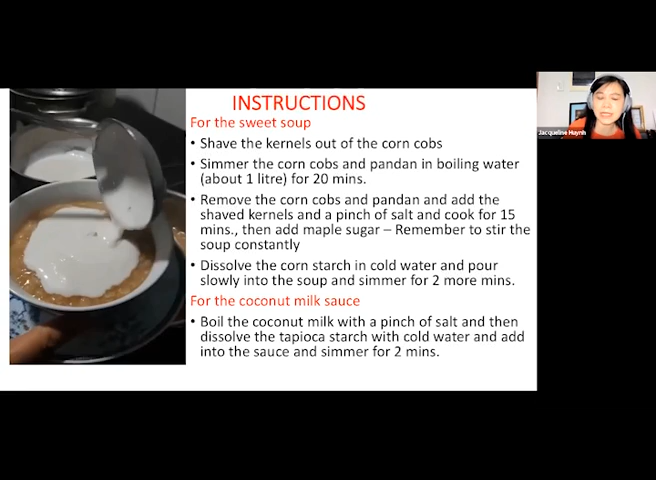 INSTRUCTIONS
For the sweet soup
• Shave the kernels out of the corn cobs
• Simmer the corn cobs and pandan in boiling water
(about 1 litre) for 20 mins.
• Remove the corn cobs and pandan and add the
shaved kernels and a pinch of salt and cook for 15
mins., then add maple sugar – Remember to stir the
soup constantly
• Dissolve the corn starch in cold water and pour
slowly into the soup and simmer for 2 more mins.
For the coconut milk sauce
• Boil the coconut milk with a pinch of salt and then
dissolve the tapioca starch with cold water and add
into the sauce and simmer for 2 mins.
Jacqueline Huynh